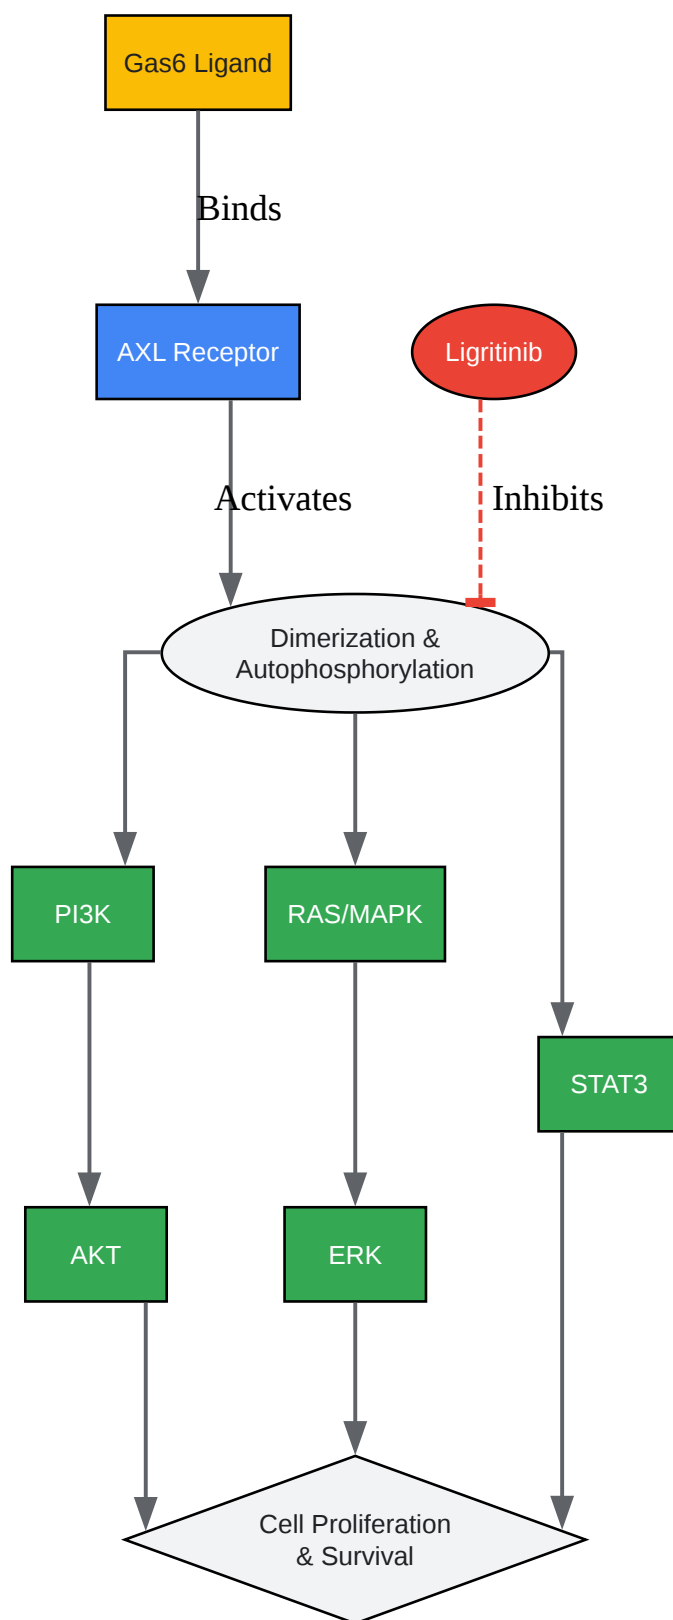 Gas6 Ligand
Binds
AXL Receptor
Ligritinib
Activates
Inhibits
Dimerization &
Autophosphorylation
PI3K
RAS/MAPK
STAT3
AKT
ERK
Cell Proliferation
& Survival